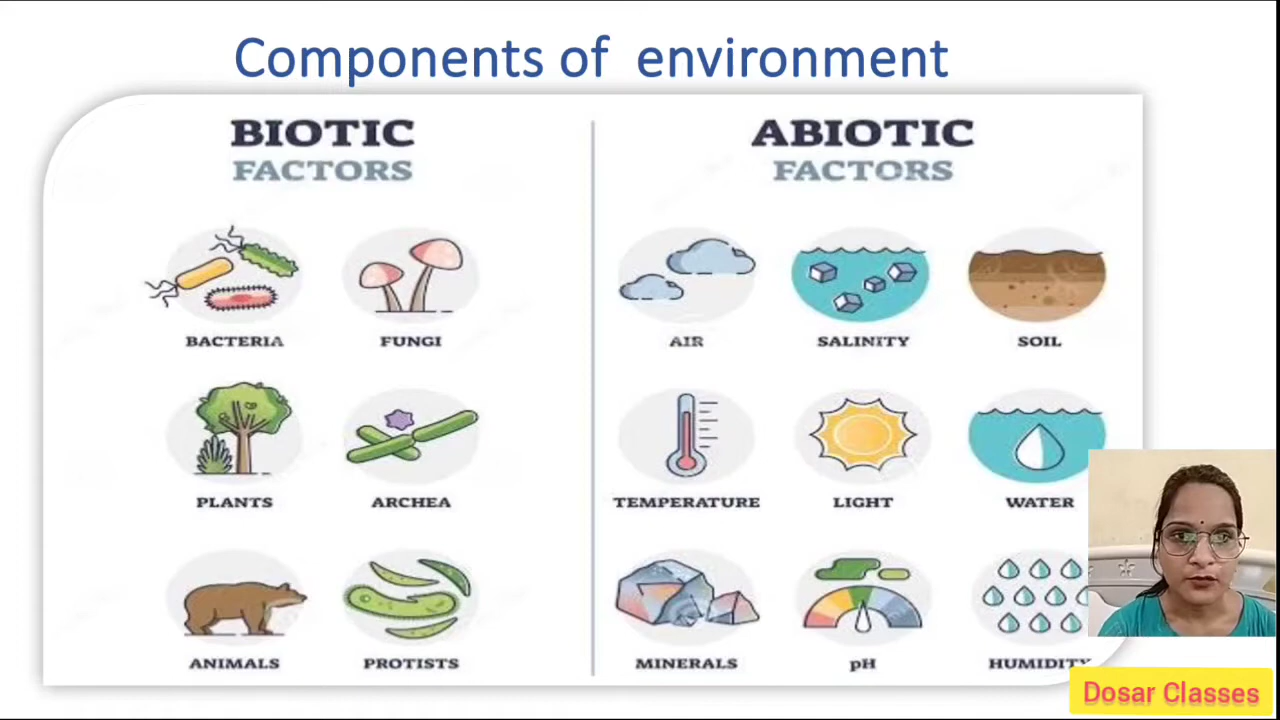 Components of environment
BIOTIC
FACTORS
BACTERIA
FUNGI
PLANTS
ARCHEA
ANIMALS
PROTISTS
ABIOTIC
FACTORS
AIR
SALINITY
SOIL
TEMPERATURE
LIGHT
WATER
MINERALS
pH
HUMIDITY
Dosar Classes